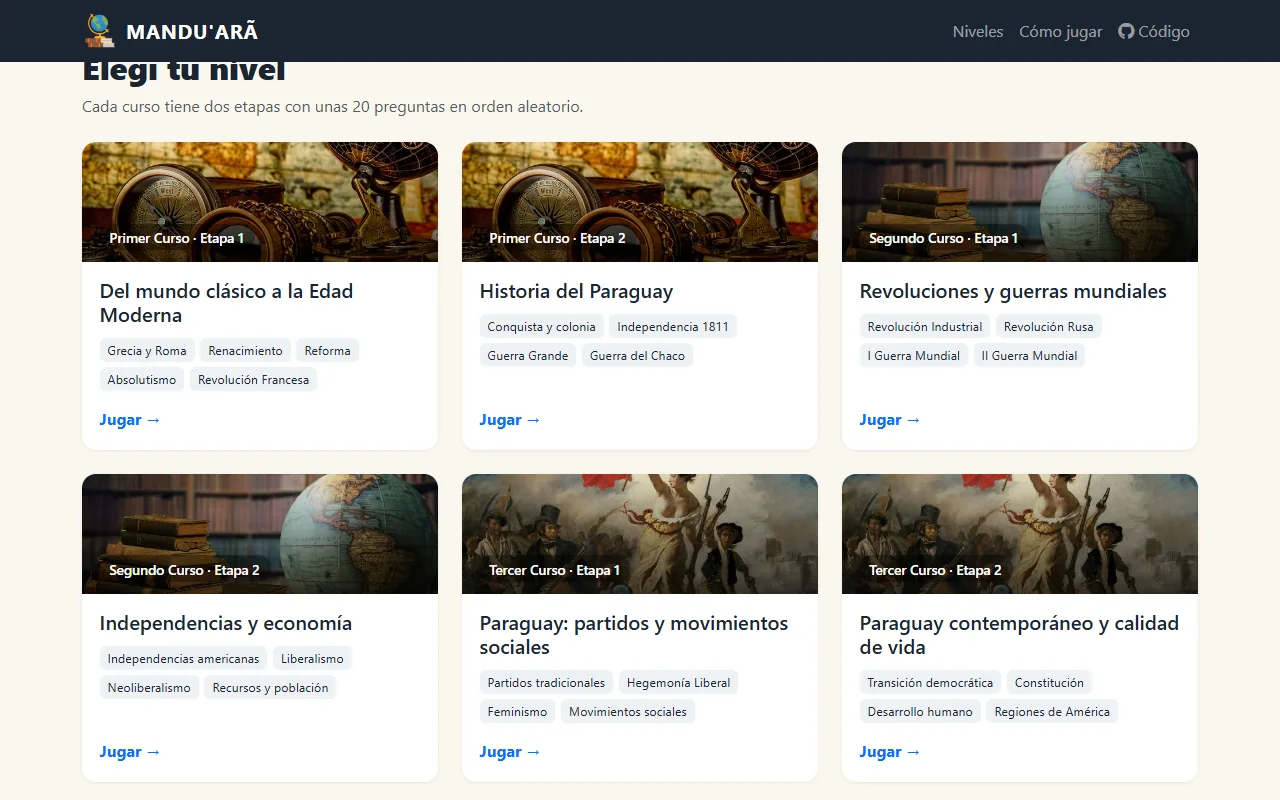 MANDU'ARÃ
Niveles
Cómo jugar
Código
Elegí tu nivel
Cada curso tiene dos etapas con unas 20 preguntas en orden aleatorio.
Primer Curso · Etapa 1
Del mundo clásico a la Edad
Moderna
Grecia y Roma
Renacimiento
Reforma
Absolutismo
Revolución Francesa
Jugar →
Primer Curso · Etapa 2
Historia del Paraguay
Conquista y colonia
Independencia 1811
Guerra Grande
Guerra del Chaco
Jugar →
Segundo Curso · Etapa 1
Revoluciones y guerras mundiales
Revolución Industrial
Revolución Rusa
I Guerra Mundial
II Guerra Mundial
Jugar →
Segundo Curso · Etapa 2
Independencias y economía
Independencias americanas
Liberalismo
Neoliberalismo
Recursos y población
Jugar →
Tercer Curso · Etapa 1
Paraguay: partidos y movimientos
sociales
Partidos tradicionales
Hegemonía Liberal
Feminismo
Movimientos sociales
Jugar →
Tercer Curso · Etapa 2
Paraguay contemporáneo y calidad
de vida
Transición democrática
Constitución
Desarrollo humano
Regiones de América
Jugar →